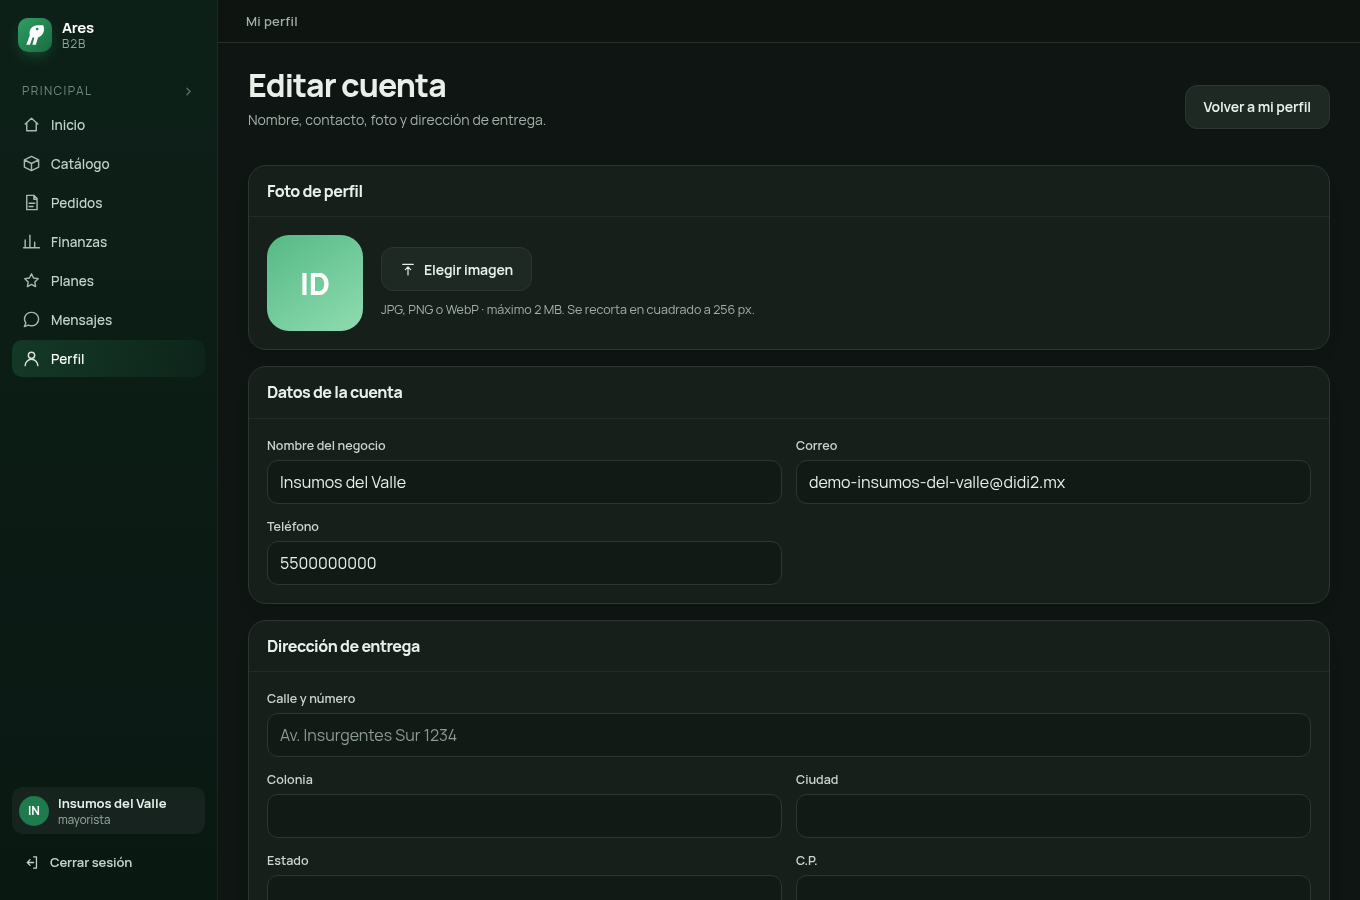 Ares
B2B
PRINCIPAL
Inicio
Catálogo
Pedidos
Finanzas
Planes
Mensajes
Perfil
Insumos del Valle
IN
mayorista
Cerrar sesión
Mi perfil
Editar cuenta
Nombre, contacto, foto y dirección de entrega.
Volver a mi perfil
Foto de perfil
ID
Elegir imagen
JPG, PNG o WebP · máximo 2 MB. Se recorta en cuadrado a 256 px.
Datos de la cuenta
Nombre del negocio
Correo
Insumos del Valle
demo-insumos-del-valle@didi2.mx
Teléfono
5500000000
Dirección de entrega
Calle y número
Av. Insurgentes Sur 1234
Colonia
Ciudad
Estado
C.P.